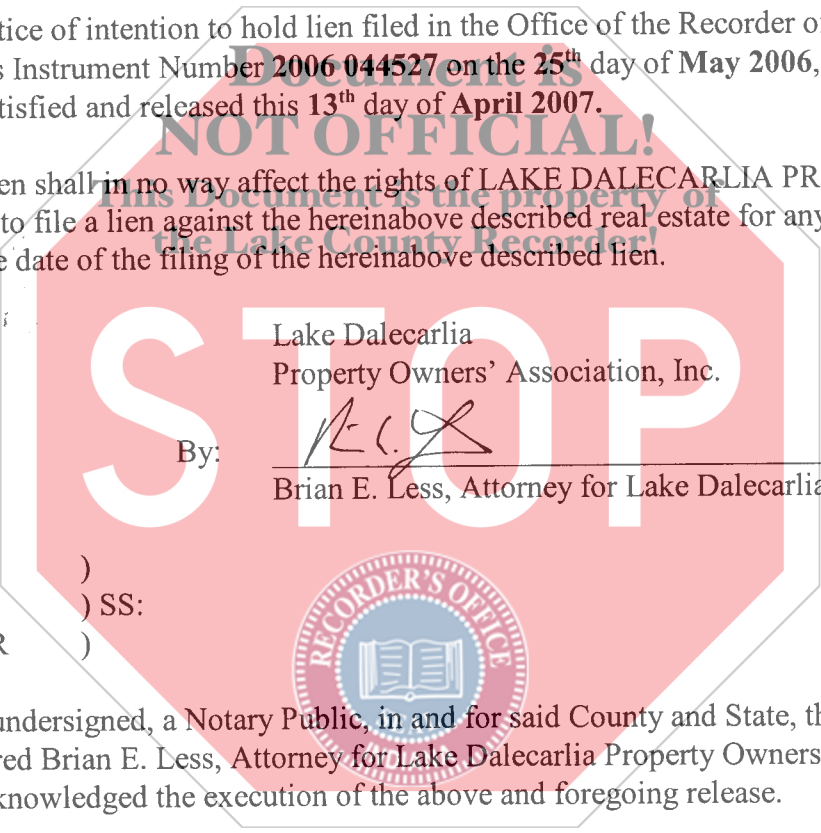 tice of intention to hold lien filed in the Office of the Recorder o
s Instrument Number 2006 044527 on the 25th day of May 2006,
Document is
tisfied and released this 13th day of April 2007.
NOT OFFICIAL!
en shall in no way affect the rights of LAKE DALECARLIA PR
This Document is the property of
to file a lien against the hereinabove described real estate for any
the Lake County Recorder!
e date of the filing of the hereinabove described lien.
STOP
Lake Dalecarlia
Property Owners' Association, Inc.
By:
Brian E. Less, Attorney for Lake Dalecarlia
)
) SS:
R )
RECORDER'S OFFICE
undersigned, a Notary Public, in and for said County and State, th
red Brian E. Less, Attorney for Lake Dalecarlia Property Owners
knowledged the execution of the above and foregoing release.